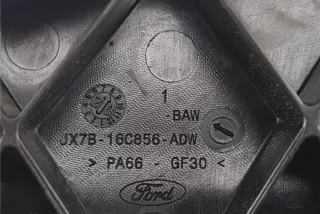 1
-BAW
JX7B-16C856-ADW
> PA66 - GF30 <
Ford